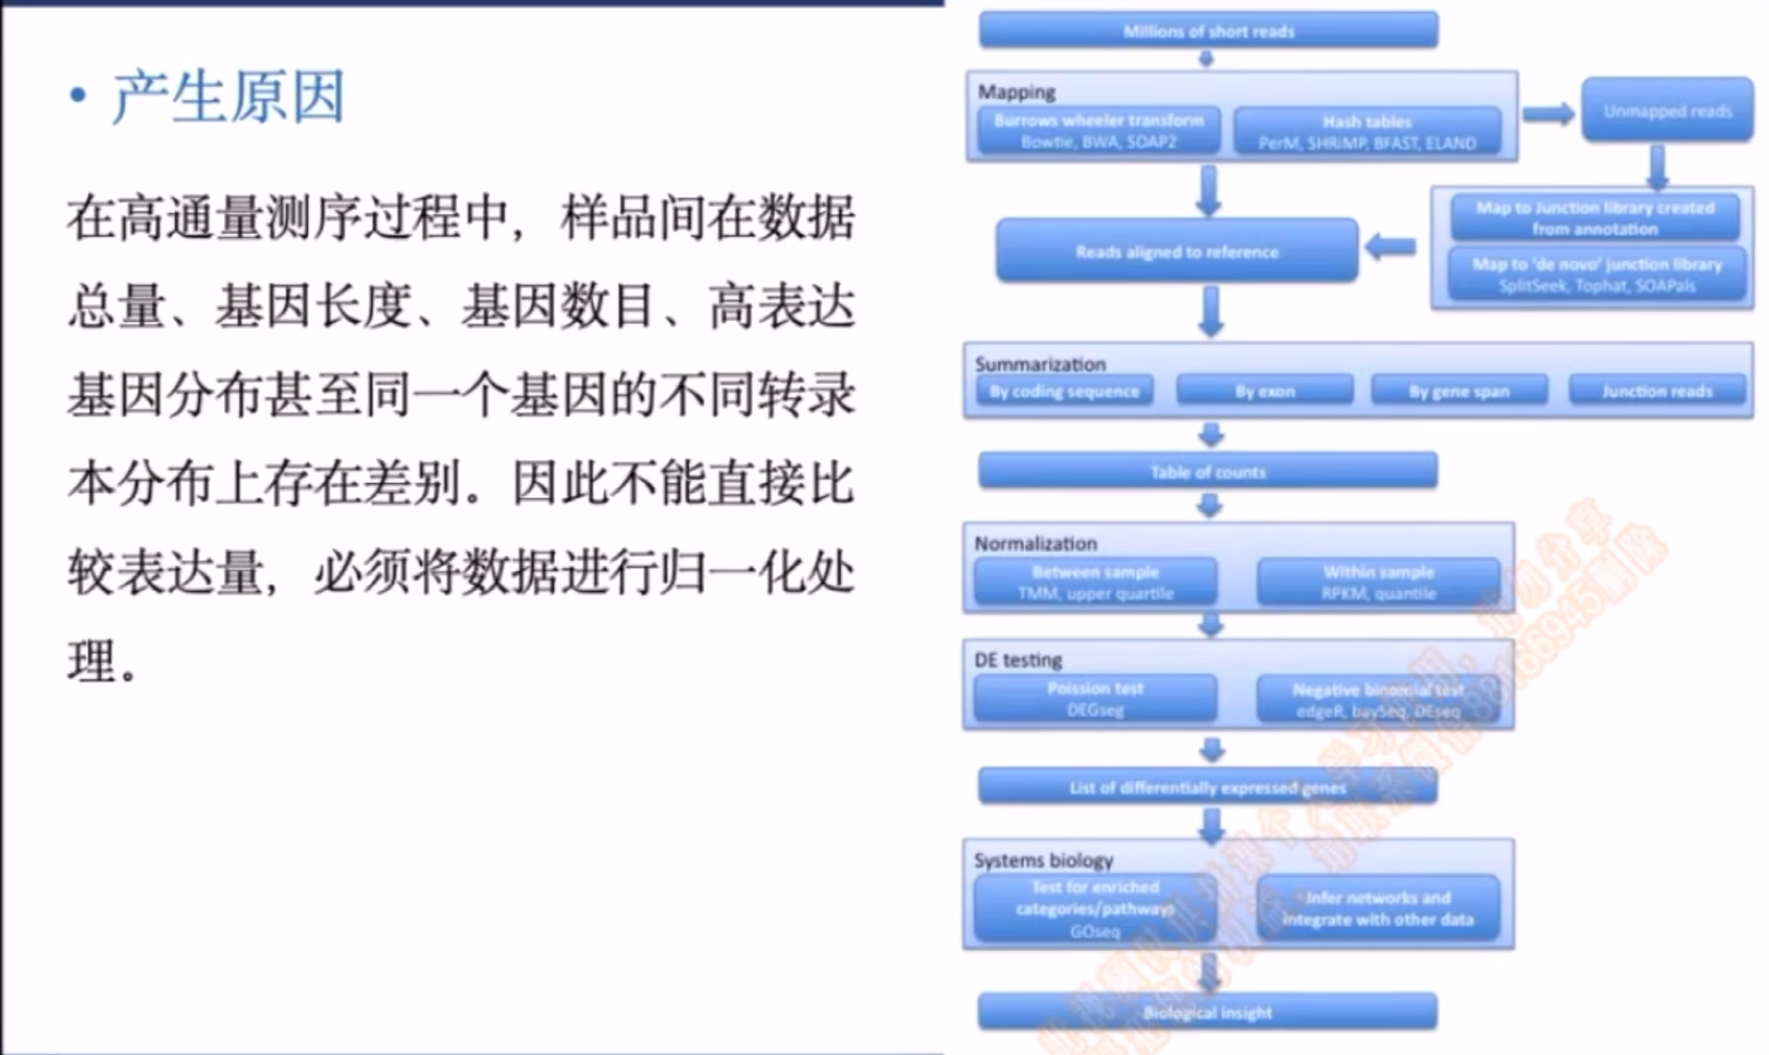 • 产生原因
在高通量测序过程中，样品间在数据
总量、基因长度、基因数目、高表达
基因分布甚至同一个基因的不同转录
本分布上存在差别。因此不能直接比
较表达量，必须将数据进行归一化处
理。
Millions of short reads
Mapping
Burrows wheeler transform
Bowtie, BWA, SOAP2
Hash tables
PerM, SHRiMP, BFAST, ELAND
Unmapped reads
Map to Junction library created
from annotation
Map to ‘de novo’ junction library
SplitSeek, Tophat, SOAPals
Reads aligned to reference
Summarization
By coding sequence
By exon
By gene span
Junction reads
Table of counts
Normalization
Between sample
TMM, upper quartile
Within sample
RPKM, quantile
DE testing
Poission test
DEGseg
Negative binomial test
edgeR, baySeq, DEseq
List of differentially expressed genes
Systems biology
Test for enriched
categories/pathways
GOseq
Infer networks and
integrate with other data
Biological insight